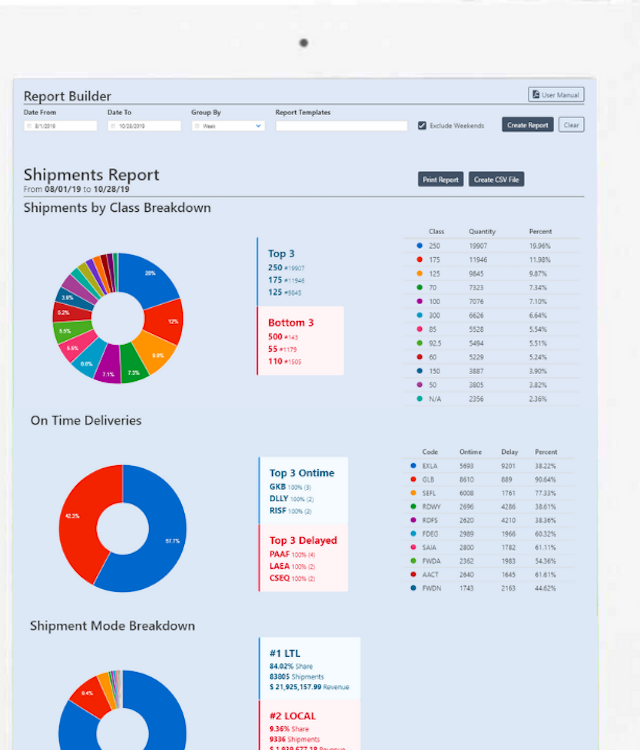 Report Builder
User Manual
Date From Date To Group By Report Templates
8/1/2019 10/28/2019 Week Exclude Weekends Create Report Clear
Shipments Report
From 08/01/19 to 10/28/19
Print Report Create CSV File
Shipments by Class Breakdown
20%
12%
9.9%
7.3%
7.1%
6.6%
5.5%
5.5%
5.2%
3.9%
Top 3
250 #19907
175 #11946
125 #9845
Bottom 3
500 #143
55 #1179
110 #1505
Class Quantity Percent
250 19907 19.96%
175 11946 11.98%
125 9845 9.87%
70 7323 7.34%
100 7076 7.10%
300 6626 6.64%
85 5528 5.54%
92.5 5494 5.51%
60 5229 5.24%
150 3887 3.90%
50 3805 3.82%
N/A 2356 2.36%
On Time Deliveries
42.3%
57.7%
Top 3 Ontime
GKB 100% (3)
DLLY 100% (2)
RISF 100% (2)
Top 3 Delayed
PAAF 100% (4)
LAEA 100% (2)
CSEQ 100% (2)
Code Ontime Delay Percent
EXLA 5693 9201 38.22%
GLB 8610 889 90.64%
SEFL 6008 1761 77.33%
RDWY 2696 4286 38.61%
RDFS 2620 4210 38.36%
FDEG 2989 1966 60.32%
SAIA 2800 1782 61.11%
FWDA 2362 1983 54.36%
AACT 2640 1645 61.61%
FWDN 1743 2163 44.62%
Shipment Mode Breakdown
9.4%
#1 LTL
84.02% Share
83805 Shipments
$ 21,925,157.99 Revenue
#2 LOCAL
9.36% Share
9336 Shipments